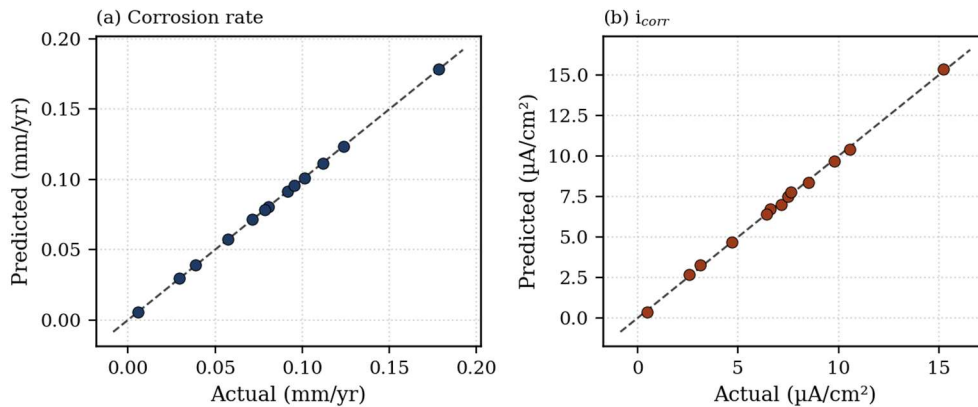 (a) Corrosion rate
0.20
0.15
0.10
0.05
0.00
Predicted (mm/yr)
0.00 0.05 0.10 0.15 0.20
Actual (mm/yr)
(b) i_corr
15.0
12.5
10.0
7.5
5.0
2.5
0.0
Predicted (µA/cm²)
0 5 10 15
Actual (µA/cm²)